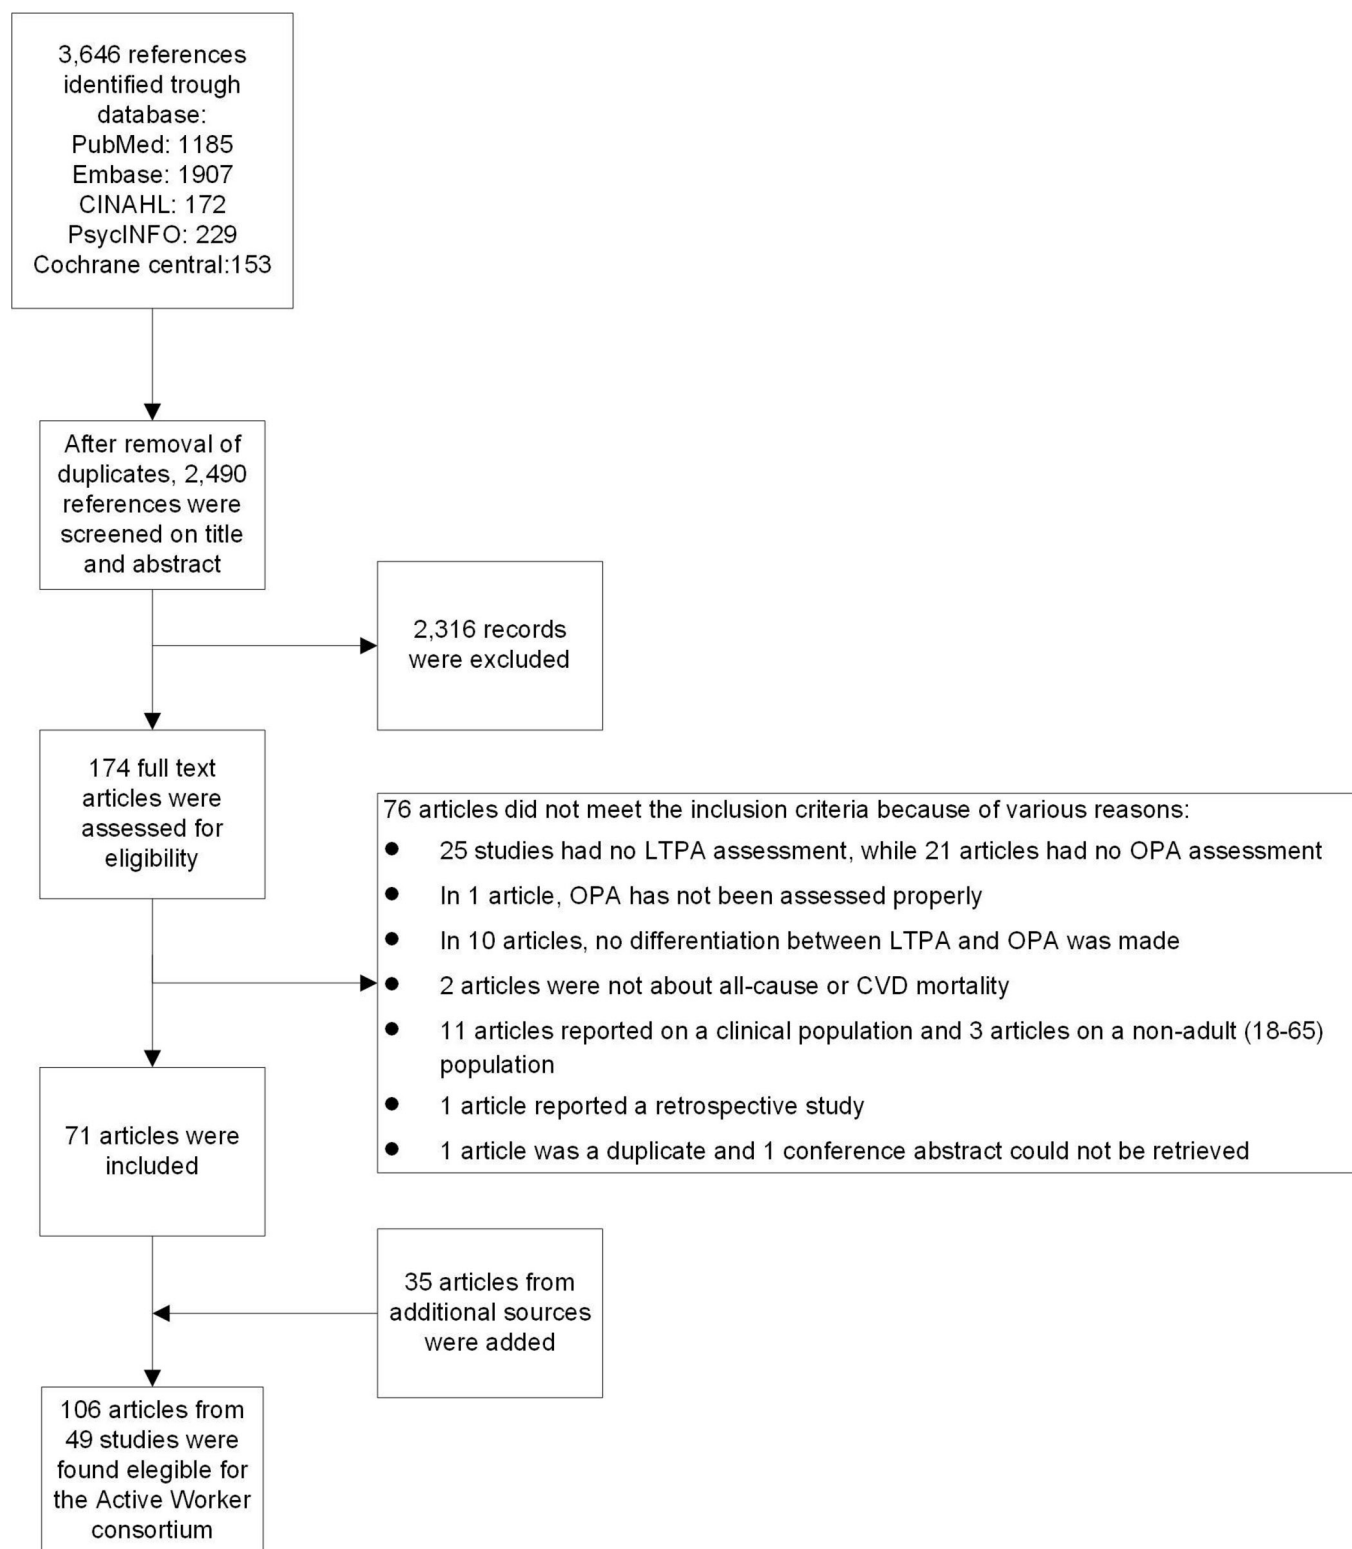 3,646 references
identified trough
database:
PubMed: 1185
Embase: 1907
CINAHL: 172
PsycINFO: 229
Cochrane central:153
After removal of
duplicates, 2,490
references were
screened on title
and abstract
2,316 records
were excluded
174 full text
articles were
assessed for
eligibility
76 articles did not meet the inclusion criteria because of various reasons:
● 25 studies had no LTPA assessment, while 21 articles had no OPA assessment
● In 1 article, OPA has not been assessed properly
● In 10 articles, no differentiation between LTPA and OPA was made
● 2 articles were not about all-cause or CVD mortality
● 11 articles reported on a clinical population and 3 articles on a non-adult (18-65)
population
● 1 article reported a retrospective study
● 1 article was a duplicate and 1 conference abstract could not be retrieved
71 articles were
included
35 articles from
additional sources
were added
106 articles from
49 studies were
found elegible for
the Active Worker
consortium